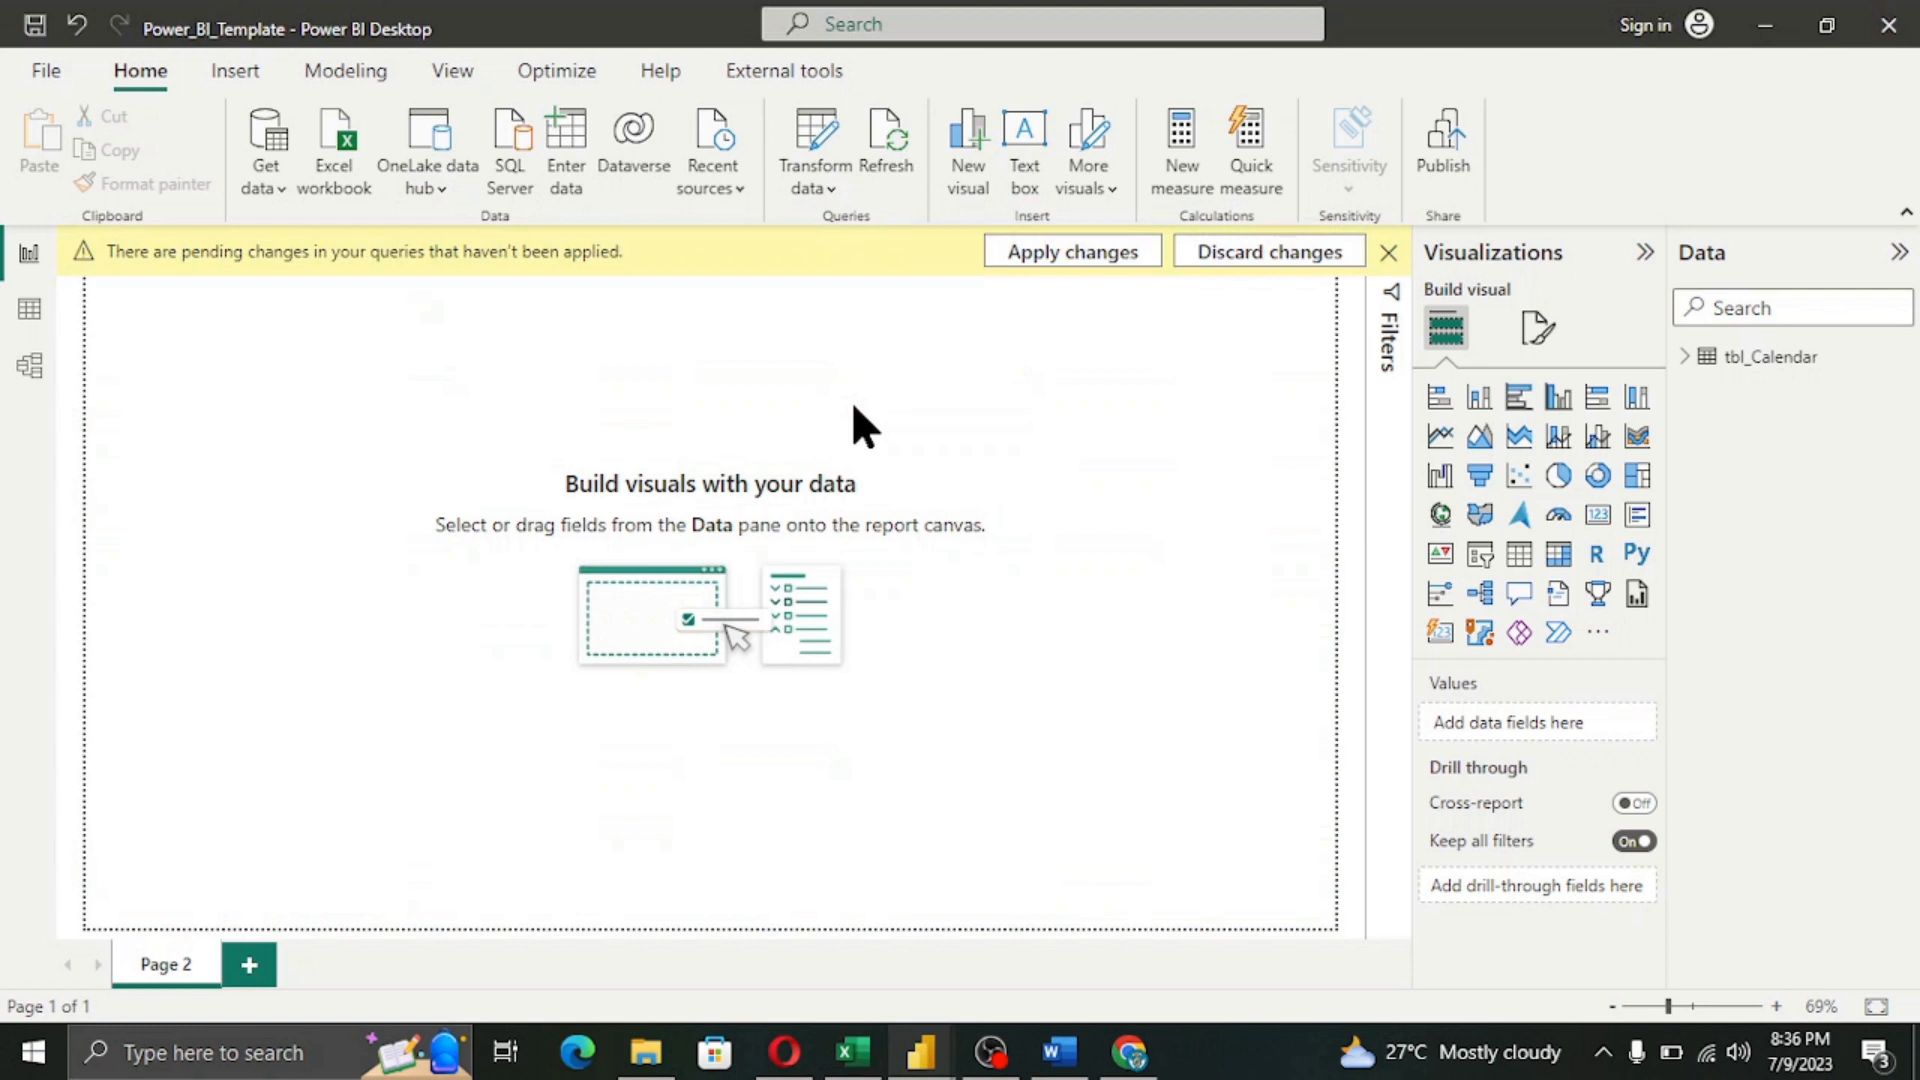 Power_BI_Template - Power BI Desktop
Search
Sign in
File Home Insert Modeling View Optimize Help External tools
Paste
Cut
Copy
Format painter
Clipboard
Get data
Excel workbook
OneLake data hub
SQL Server
Enter data
Dataverse
Recent sources
Data
Transform data
Refresh
Queries
New visual
Text box
More visuals
Insert
New measure
Quick measure
Calculations
Sensitivity
Sensitivity
Publish
Share
There are pending changes in your queries that haven't been applied.
Apply changes
Discard changes
Build visuals with your data
Select or drag fields from the Data pane onto the report canvas.
Filters
Visualizations
Build visual
123
R
Py
123
Values
Add data fields here
Drill through
Cross-report
Off
Keep all filters
On
Add drill-through fields here
Data
Search
tbl_Calendar
Page 2
Page 1 of 1
69%
Type here to search
27°C Mostly cloudy
8:36 PM
7/9/2023
3